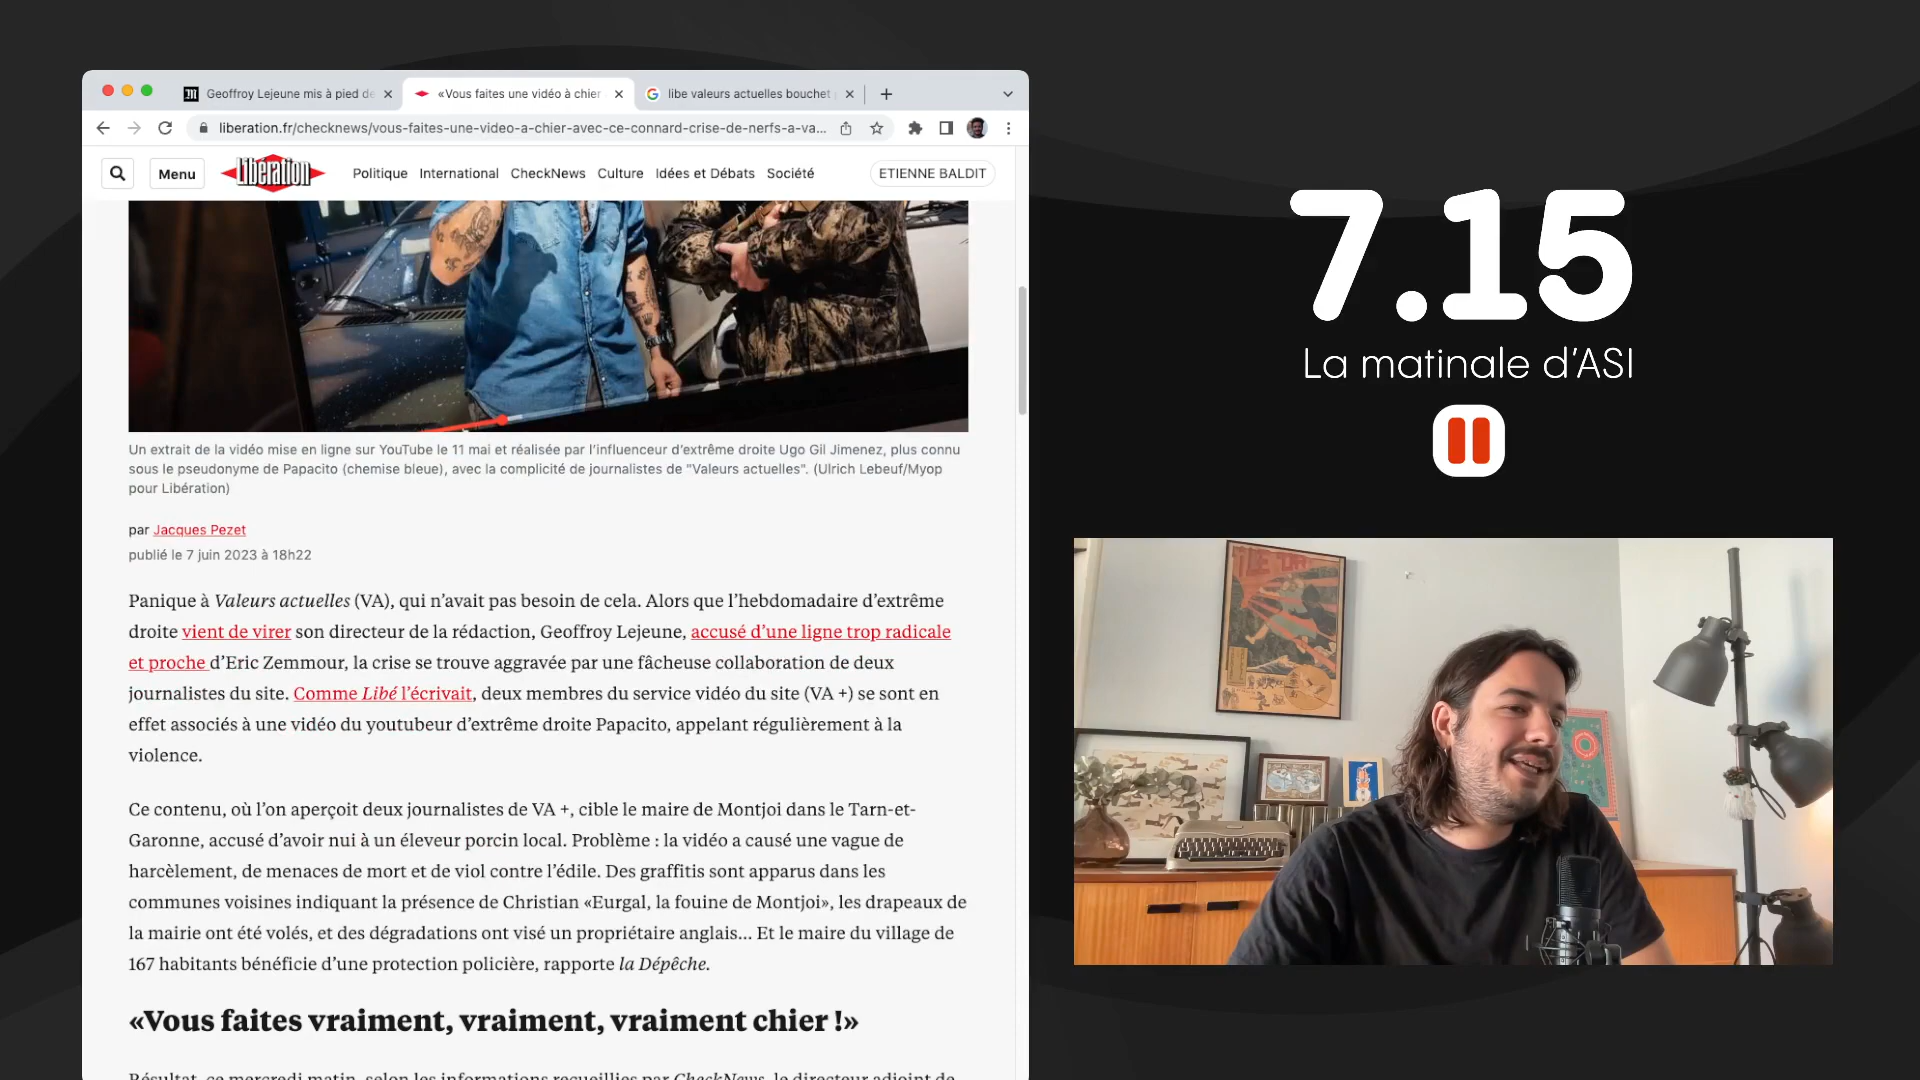 Geoffroy Lejeune mis à pied de
«Vous faites une vidéo à chier
libe valeurs actuelles bouchet
liberation.fr/checknews/vous-faites-une-video-a-chier-avec-ce-connard-crise-de-nerfs-a-va...
Menu
Libération
Politique International CheckNews Culture Idées et Débats Société
ETIENNE BALDIT
Un extrait de la vidéo mise en ligne sur YouTube le 11 mai et réalisée par l'influenceur d'extrême droite Ugo Gil Jimenez, plus connu
sous le pseudonyme de Papacito (chemise bleue), avec la complicité de journalistes de "Valeurs actuelles". (Ulrich Lebeuf/Myop
pour Libération)
par Jacques Pezet
publié le 7 juin 2023 à 18h22
Panique à Valeurs actuelles (VA), qui n'avait pas besoin de cela. Alors que l'hebdomadaire d'extrême
droite vient de virer son directeur de la rédaction, Geoffroy Lejeune, accusé d'une ligne trop radicale
et proche d'Eric Zemmour, la crise se trouve aggravée par une fâcheuse collaboration de deux
journalistes du site. Comme Libé l'écrivait, deux membres du service vidéo du site (VA +) se sont en
effet associés à une vidéo du youtubeur d'extrême droite Papacito, appelant régulièrement à la
violence.
Ce contenu, où l'on aperçoit deux journalistes de VA +, cible le maire de Montjoi dans le Tarn-et-
Garonne, accusé d'avoir nui à un éleveur porcin local. Problème : la vidéo a causé une vague de
harcèlement, de menaces de mort et de viol contre l'édile. Des graffitis sont apparus dans les
communes voisines indiquant la présence de Christian «Eurgal, la fouine de Montjoi», les drapeaux de
la mairie ont été volés, et des dégradations ont visé un propriétaire anglais... Et le maire du village de
167 habitants bénéficie d'une protection policière, rapporte la Dépêche.
«Vous faites vraiment, vraiment, vraiment chier !»
Résultat, ce mercredi matin, selon les informations recueillies par CheckNews, le directeur adjoint de
7.15
La matinale d'ASI